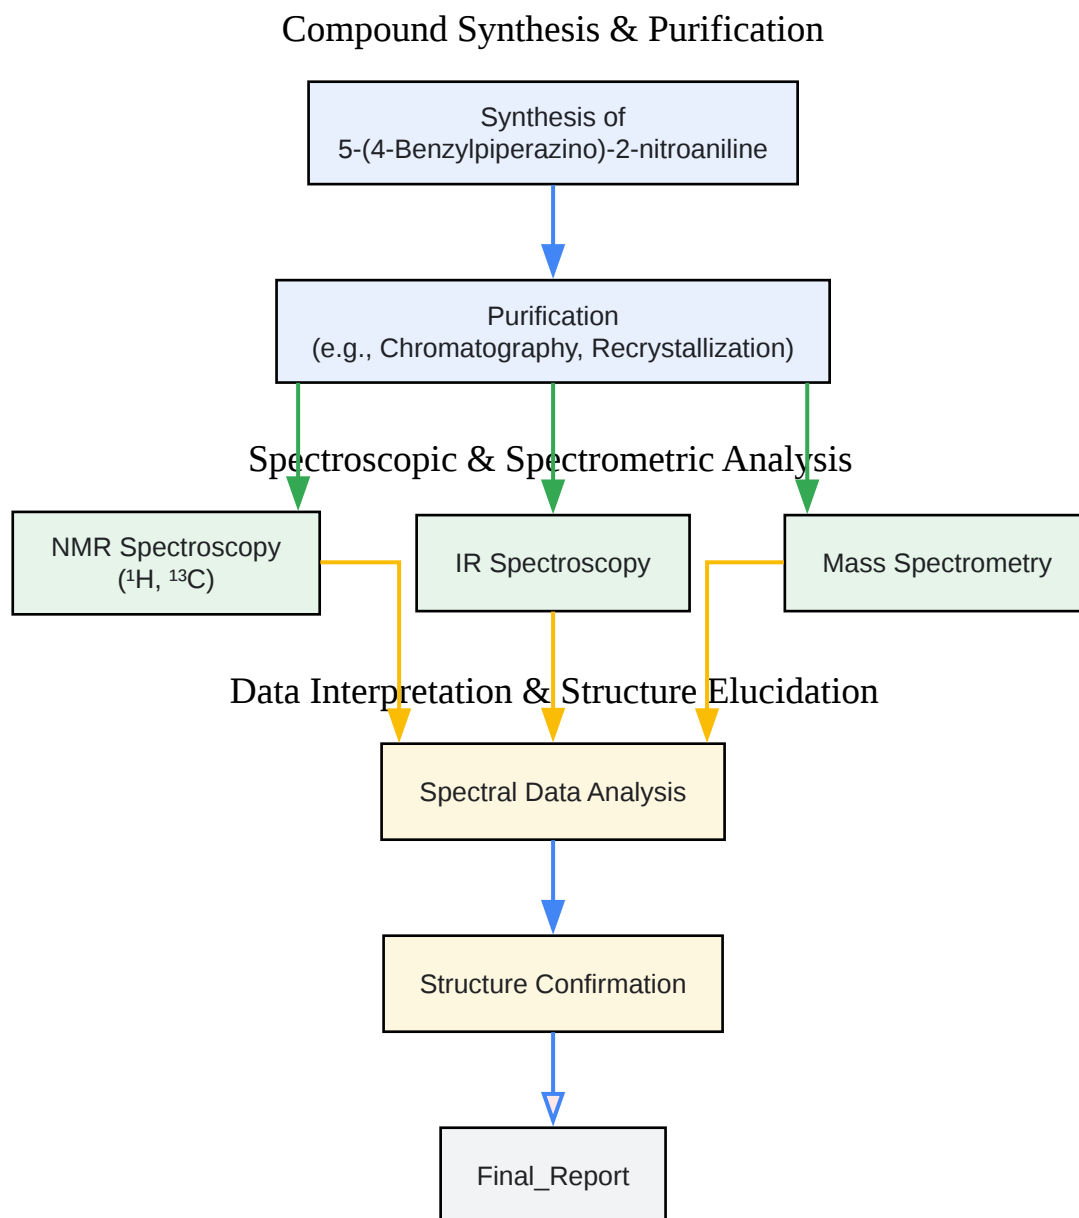 Compound Synthesis & Purification
Synthesis of
5-(4-Benzylpiperazino)-2-nitroaniline
Purification
(e.g., Chromatography, Recrystallization)
Spectroscopic & Spectrometric Analysis
NMR Spectroscopy
(¹H, ¹³C)
IR Spectroscopy
Mass Spectrometry
Data Interpretation & Structure Elucidation
Spectral Data Analysis
Structure Confirmation
Final_Report